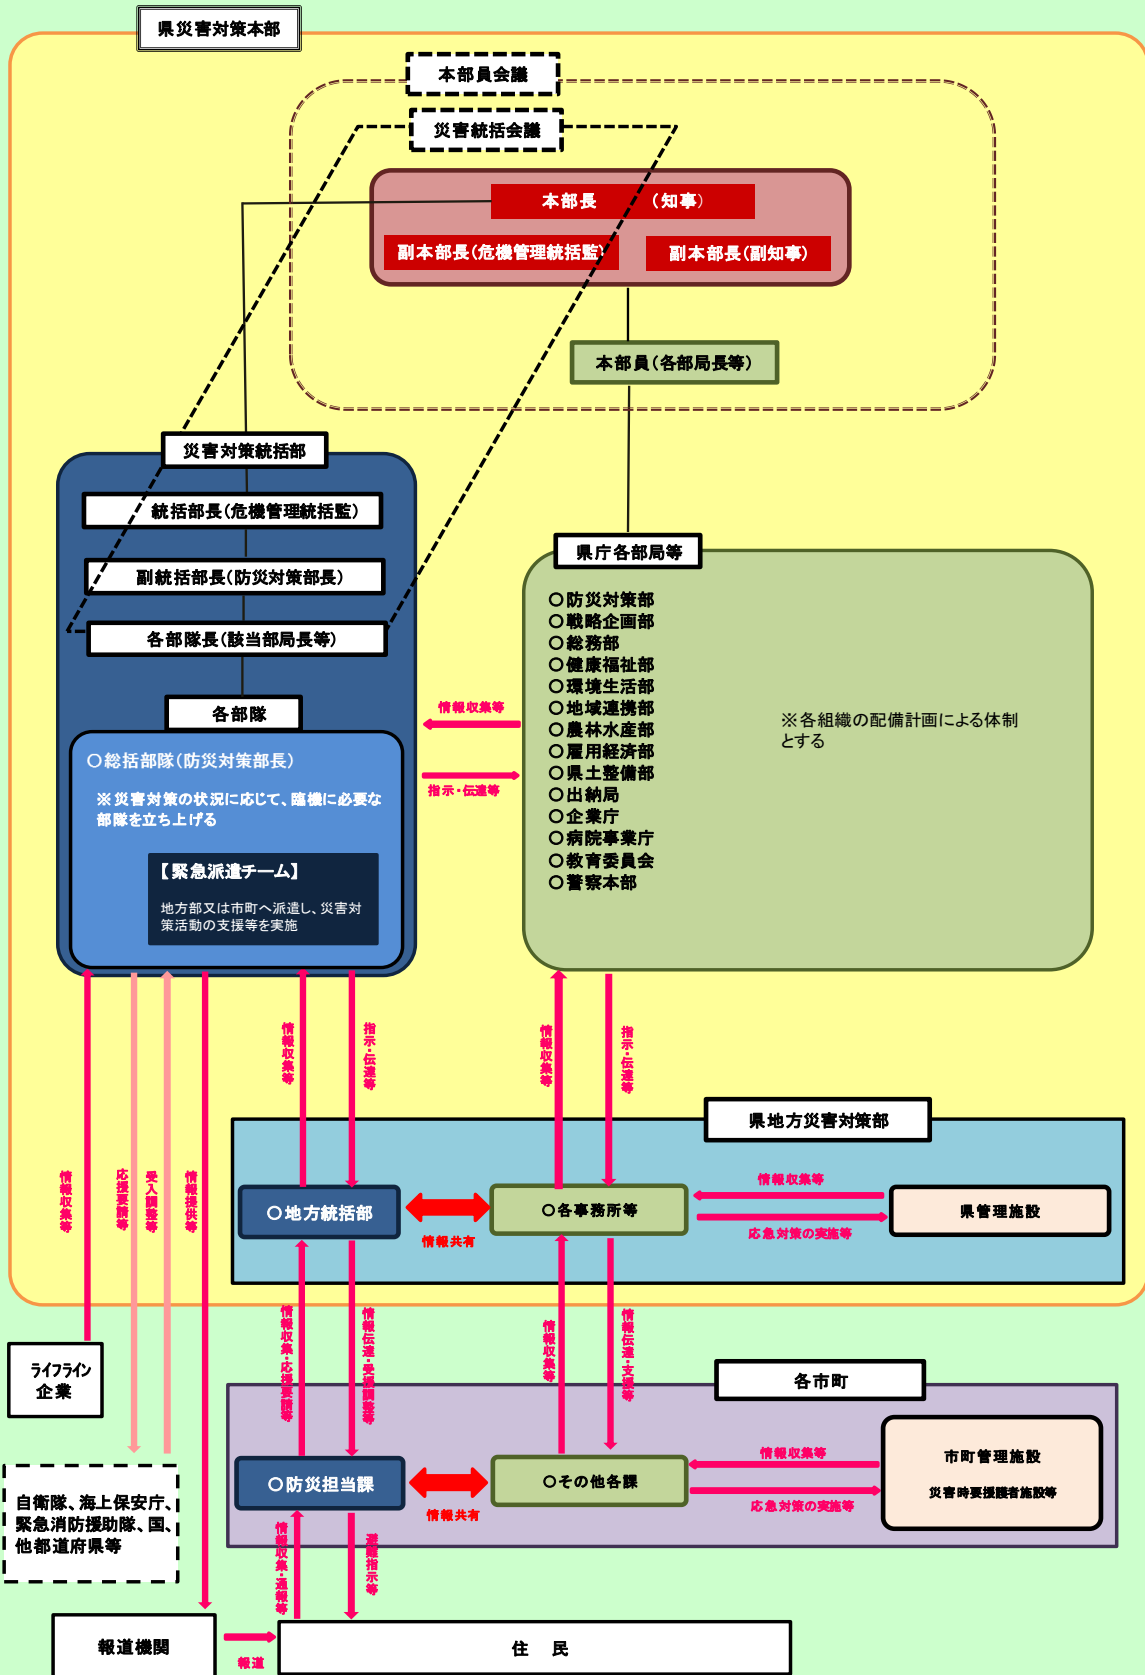 県災害対策本部
本部員会議
災害統括会議
本部長　　（知事）
副本部長(危機管理統括監)
副本部長(副知事)
本部員(各部局長等)
災害対策統括部
統括部長(危機管理統括監)
副統括部長(防災対策部長)
各部隊長(該当部局長等)
各部隊
○総括部隊(防災対策部長)
※災害対策の状況に応じて、臨機に必要な
部隊を立ち上げる
【緊急派遣チーム】
地方部又は市町へ派遣し、災害対
策活動の支援等を実施
情報収集等
指示・伝達等
県庁各部局等
○防災対策部
○戦略企画部
○総務部
○健康福祉部
○環境生活部
○地域連携部
○農林水産部
○雇用経済部
○県土整備部
○出納局
○企業庁
○病院事業庁
○教育委員会
○警察本部
※各組織の配備計画による体制
とする
情報収集等
指示・伝達等
情報収集等
指示・伝達等
情報収集等
応援要請等
受入調整等
情報提供等
県地方災害対策部
○地方統括部
情報共有
○各事務所等
情報収集等
応急対策の実施等
県管理施設
情報収集・応援要請等
情報伝達・受援調整等
情報収集等
情報伝達・支援等
ライフライン
企業
各市町
○防災担当課
情報共有
○その他各課
情報収集等
応急対策の実施等
市町管理施設
災害時要援護者施設等
自衛隊、海上保安庁、
緊急消防援助隊、国、
他都道府県等
情報収集・通報等
避難指示等
報道機関
報道
住　民